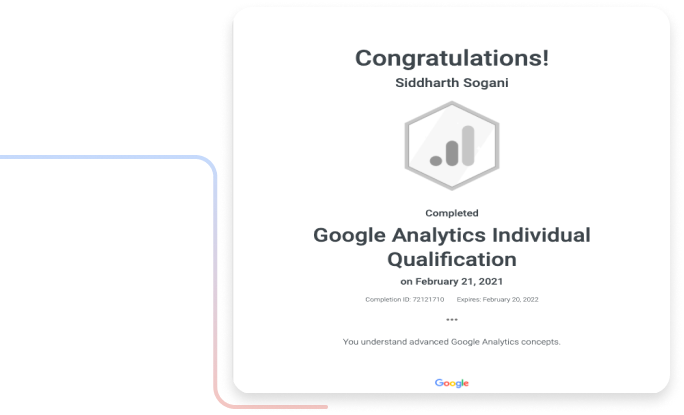 Congratulations!
Siddharth Sogani
Completed
Google Analytics Individual
Qualification
on February 21, 2021
Completion ID: 72121710 Expires: February 20, 2022
You understand advanced Google Analytics concepts.
Google